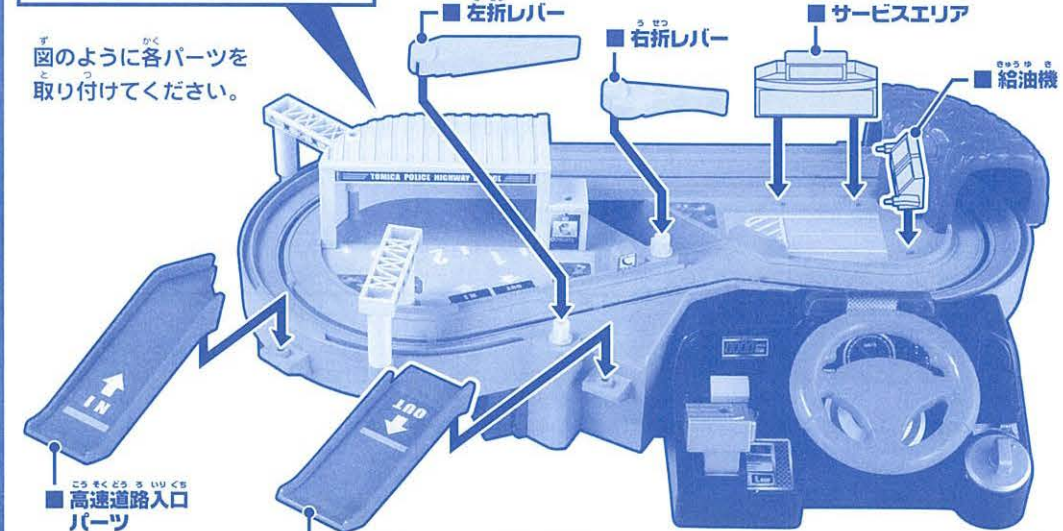 ■ 左折レバー
■ 右折レバー
■ サービスエリア
■ 給油機
図のように各パーツを
取り付けてください。
TOMICA POLICE HIGHWAY POLICE
IN
OUT
■ 高速道路入口
パーツ